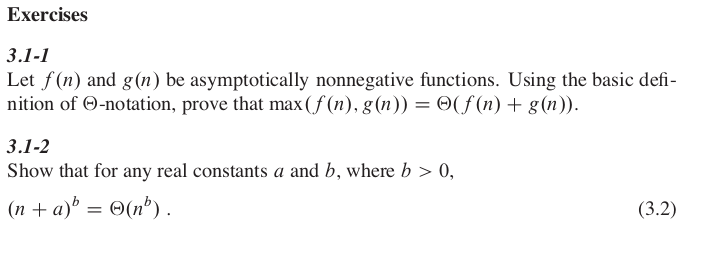 Exercises
3.1-1
Let f(n) and g(n) be asymptotically nonnegative functions. Using the basic defi-
nition of Θ-notation, prove that max(f(n), g(n)) = Θ(f(n) + g(n)).
3.1-2
Show that for any real constants a and b, where b > 0,
(n + a)^b = Θ(n^b) . (3.2)